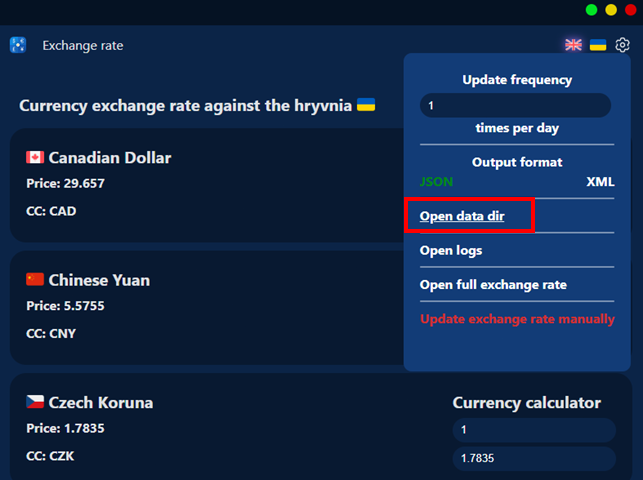 Exchange rate
Currency exchange rate against the hryvnia
Canadian Dollar
Price: 29.657
CC: CAD
Chinese Yuan
Price: 5.5755
CC: CNY
Czech Koruna
Price: 1.7835
CC: CZK
Currency calculator
1
1.7835
Update frequency
1
times per day
Output format
JSON XML
Open data dir
Open logs
Open full exchange rate
Update exchange rate manually